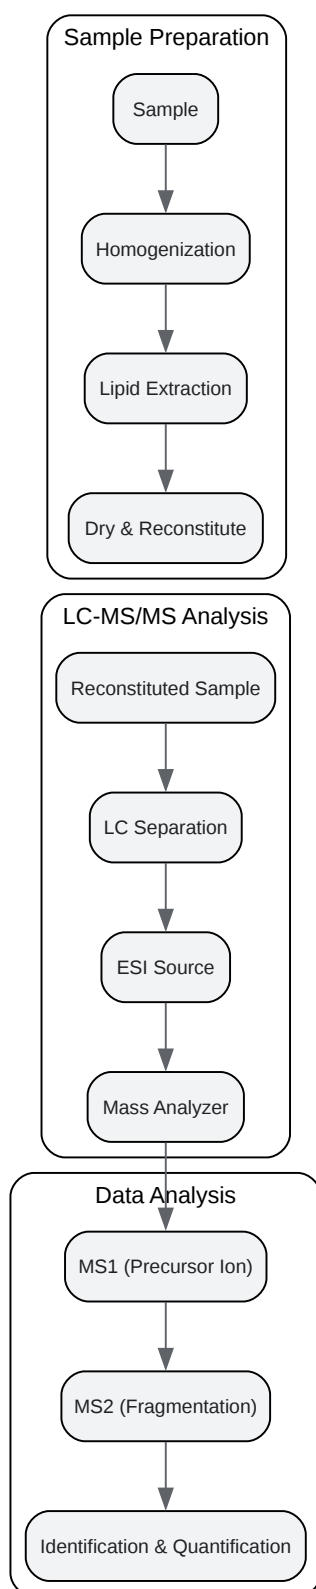 Sample Preparation
Sample
Homogenization
Lipid Extraction
Dry & Reconstitute
LC-MS/MS Analysis
Reconstituted Sample
LC Separation
ESI Source
Mass Analyzer
Data Analysis
MS1 (Precursor Ion)
MS2 (Fragmentation)
Identification & Quantification